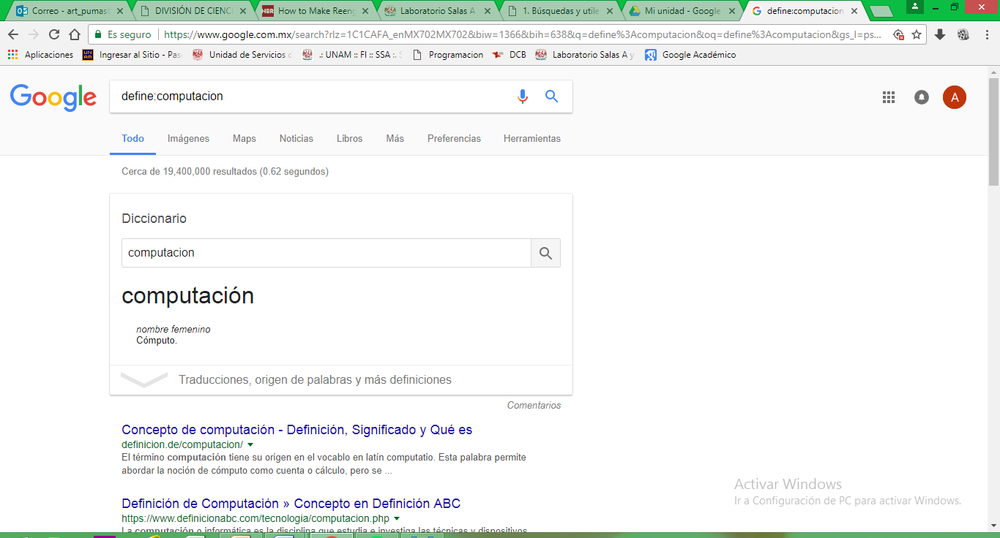 Correo - art_pumas
DIVISIÓN DE CIENCI
HBR How to Make Reeng
Laboratorio Salas A
1. Búsquedas y utile
Mi unidad - Google
define:computacion
Es seguro https://www.google.com.mx/search?rlz=1C1CAFA_enMX702MX702&biw=1366&bih=638&q=define%3Acomputacion&oq=define%3Acomputacion&gs_l=ps...
Aplicaciones
Ingresar al Sitio - Pas
Unidad de Servicios
.: UNAM :: FI :: SSA :.
Programacion
DCB
Laboratorio Salas A y
Google Académico
Google
define:computacion
A
Todo Imágenes Maps Noticias Libros Más Preferencias Herramientas
Cerca de 19,400,000 resultados (0.62 segundos)
Diccionario
computacion
computación
nombre femenino
Cómputo.
Traducciones, origen de palabras y más definiciones
Comentarios
Concepto de computación - Definición, Significado y Qué es
definicion.de/computacion/
El término computación tiene su origen en el vocablo en latín computatio. Esta palabra permite
abordar la noción de cómputo como cuenta o cálculo, pero se ...
Definición de Computación » Concepto en Definición ABC
https://www.definicionabc.com/tecnologia/computacion.php
La computación o informática es la disciplina que estudia e investiga las técnicas y dispositivos
Activar Windows
Ir a Configuración de PC para activar Windows.